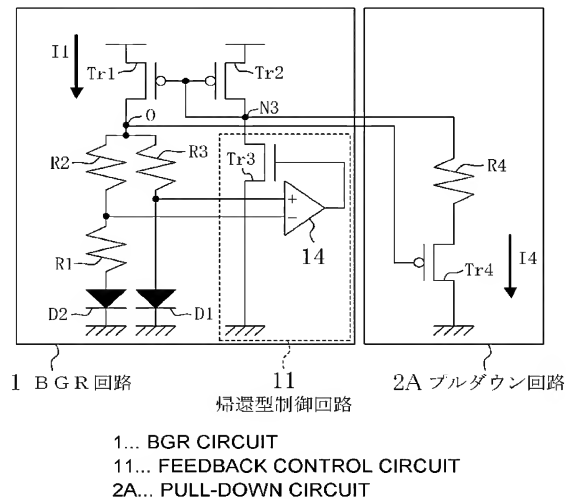 I1
Tr1
Tr2
O
N3
R2
R3
Tr3
R4
+
−
R1
14
Tr4
I4
D2
D1
1 BGR回路
11
帰還型制御回路
2A プルダウン回路
1... BGR CIRCUIT
11... FEEDBACK CONTROL CIRCUIT
2A... PULL-DOWN CIRCUIT